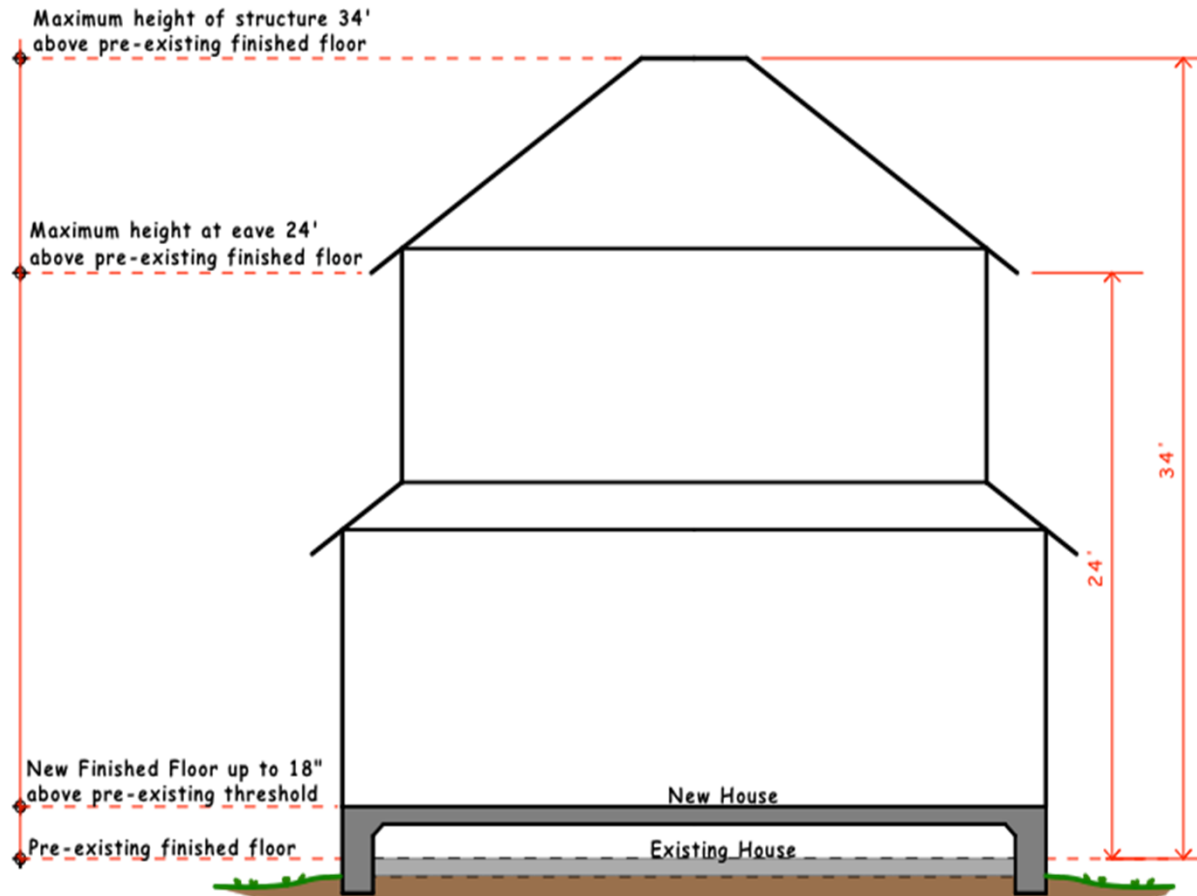 Maximum height of structure 34'
above pre-existing finished floor
Maximum height at eave 24'
above pre-existing finished floor
34'
24'
New Finished Floor up to 18"
above pre-existing threshold
New House
Pre-existing finished floor
Existing House